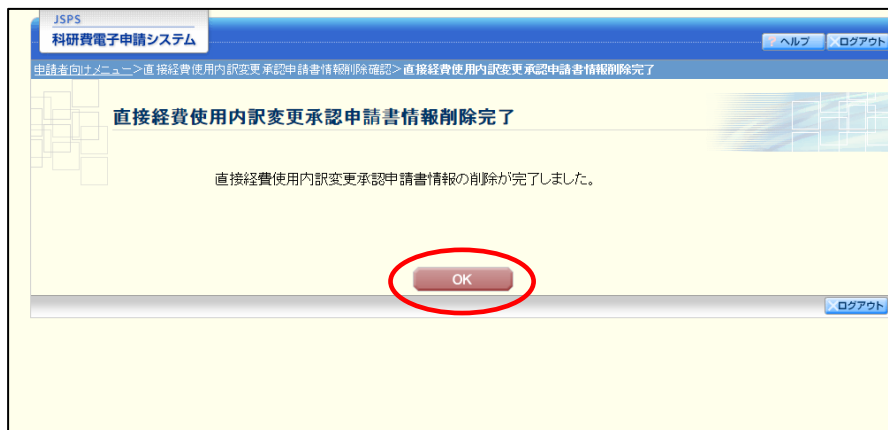 JSPS
科研費電子申請システム
? ヘルプ ×ログアウト
申請者向けメニュー>直接経費使用内訳変更承認申請書情報削除確認>直接経費使用内訳変更承認申請書情報削除完了
直接経費使用内訳変更承認申請書情報削除完了
直接経費使用内訳変更承認申請書情報の削除が完了しました。
OK
×ログアウト